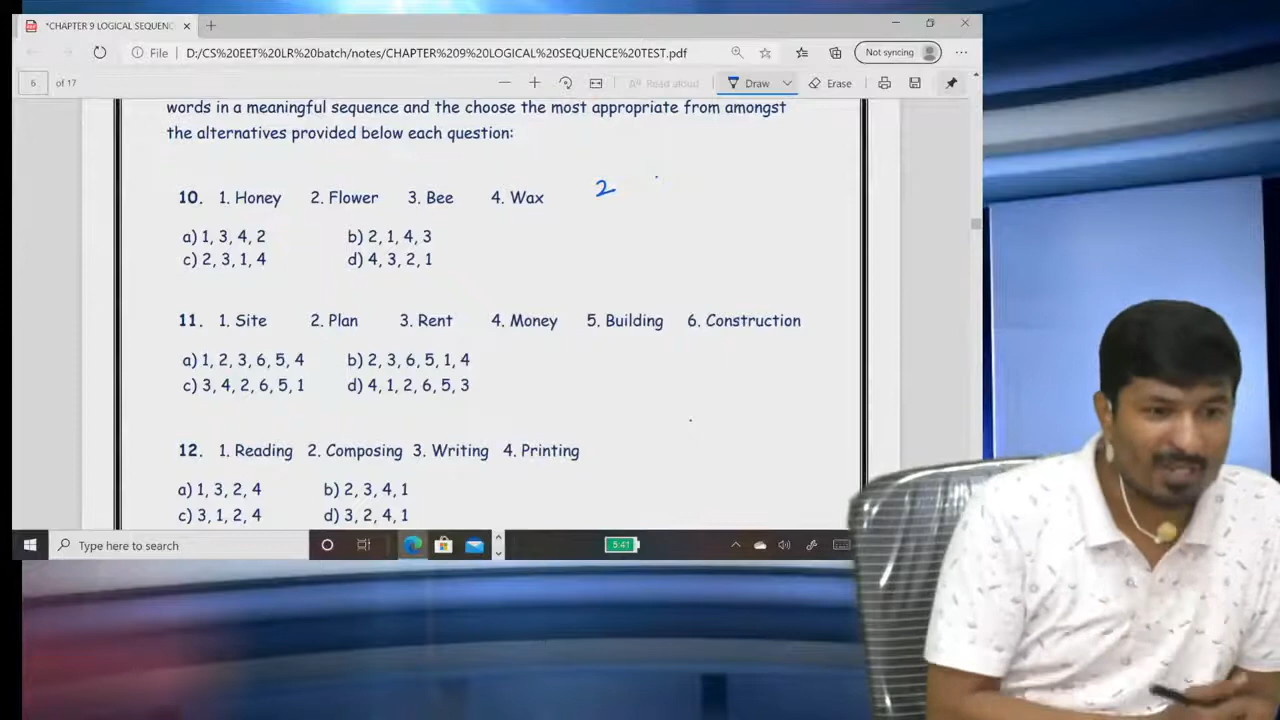 *CHAPTER 9 LOGICAL SEQUENC
File D:/CS%20EET%20LR%20batch/notes/CHAPTER%209%20LOGICAL%20SEQUENCE%20TEST.pdf Not syncing
6 of 17 Read aloud Draw Erase
words in a meaningful sequence and the choose the most appropriate from amongst
the alternatives provided below each question:
10. 1. Honey 2. Flower 3. Bee 4. Wax 2
a) 1, 3, 4, 2 b) 2, 1, 4, 3
c) 2, 3, 1, 4 d) 4, 3, 2, 1
11. 1. Site 2. Plan 3. Rent 4. Money 5. Building 6. Construction
a) 1, 2, 3, 6, 5, 4 b) 2, 3, 6, 5, 1, 4
c) 3, 4, 2, 6, 5, 1 d) 4, 1, 2, 6, 5, 3
12. 1. Reading 2. Composing 3. Writing 4. Printing
a) 1, 3, 2, 4 b) 2, 3, 4, 1
c) 3, 1, 2, 4 d) 3, 2, 4, 1
Type here to search 5:41